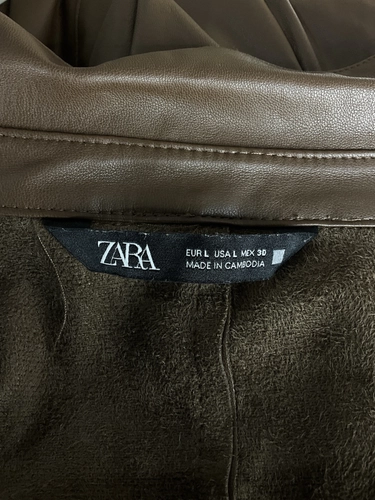 ZARA
EUR L USA L MEX 30
MADE IN CAMBODIA